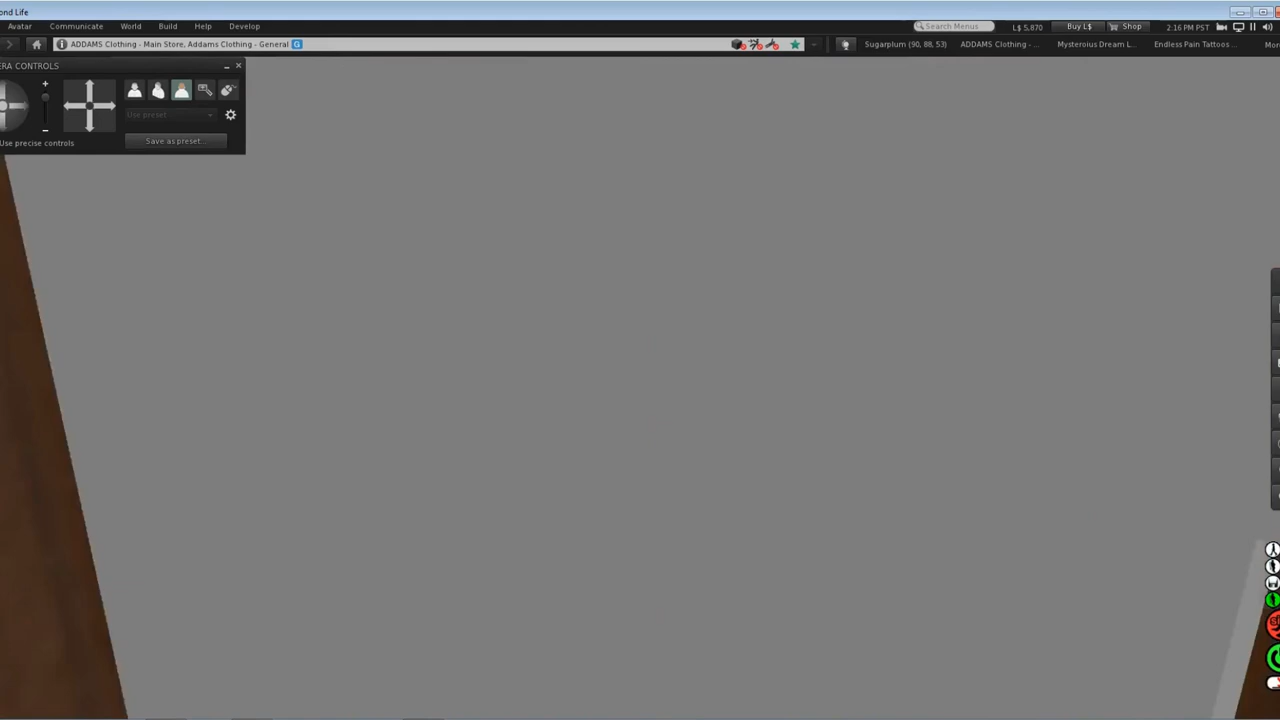 ond Life
Avatar Communicate World Build Help Develop Search Menus L$ 5,870 Buy L$ Shop 2:16 PM PST
ADDAMS Clothing - Main Store, Addams Clothing - General G Sugarplum (90, 88, 53) ADDAMS Clothing - ... Mysteroius Dream L... Endless Pain Tattoos ... Mor
ERA CONTROLS
Use preset
Save as preset...
Use precise controls